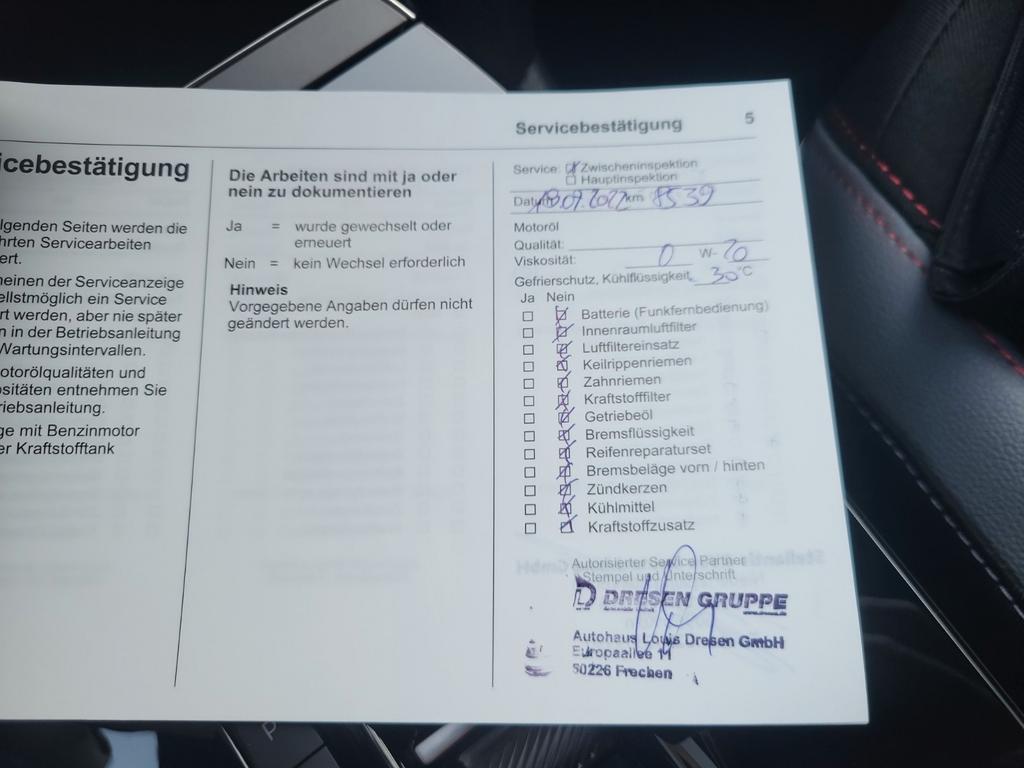 Servicebestätigung 5
icebestätigung
lgenden Seiten werden die
hrten Servicearbeiten
ert.
neinen der Serviceanzeige
ellstmöglich ein Service
rt werden, aber nie später
n in der Betriebsanleitung
Wartungsintervallen.
otorölqualitäten und
ositäten entnehmen Sie
riebsanleitung.
ge mit Benzinmotor
er Kraftstofftank
Die Arbeiten sind mit ja oder
nein zu dokumentieren
Ja = wurde gewechselt oder
erneuert
Nein = kein Wechsel erforderlich
Hinweis
Vorgegebene Angaben dürfen nicht
geändert werden.
Service: Zwischeninspektion
Hauptinspektion
Datum 08.09.2022 km 8539
Motoröl
Qualität:
Viskosität: 0 W- 20
Gefrierschutz, Kühlflüssigkeit, 30 °C
Ja Nein
Batterie (Funkfernbedienung)
Innenraumluftfilter
Luftfiltereinsatz
Keilrippenriemen
Zahnriemen
Kraftstofffilter
Getriebeöl
Bremsflüssigkeit
Reifenreparaturset
Bremsbeläge vorn / hinten
Zündkerzen
Kühlmittel
Kraftstoffzusatz
Autorisierter Service Partner
Stempel und Unterschrift
DRESEN GRUPPE
Autohaus Louis Dresen GmbH
Europaallee 11
50226 Frechen
P